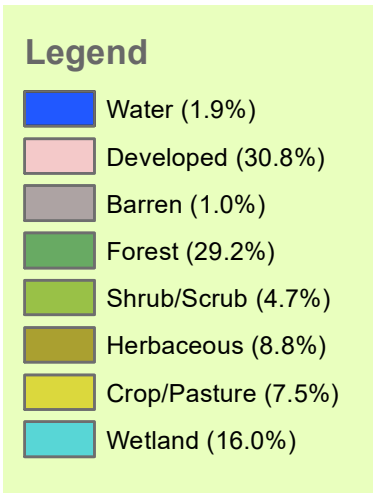 Legend
Water (1.9%)
Developed (30.8%)
Barren (1.0%)
Forest (29.2%)
Shrub/Scrub (4.7%)
Herbaceous (8.8%)
Crop/Pasture (7.5%)
Wetland (16.0%)